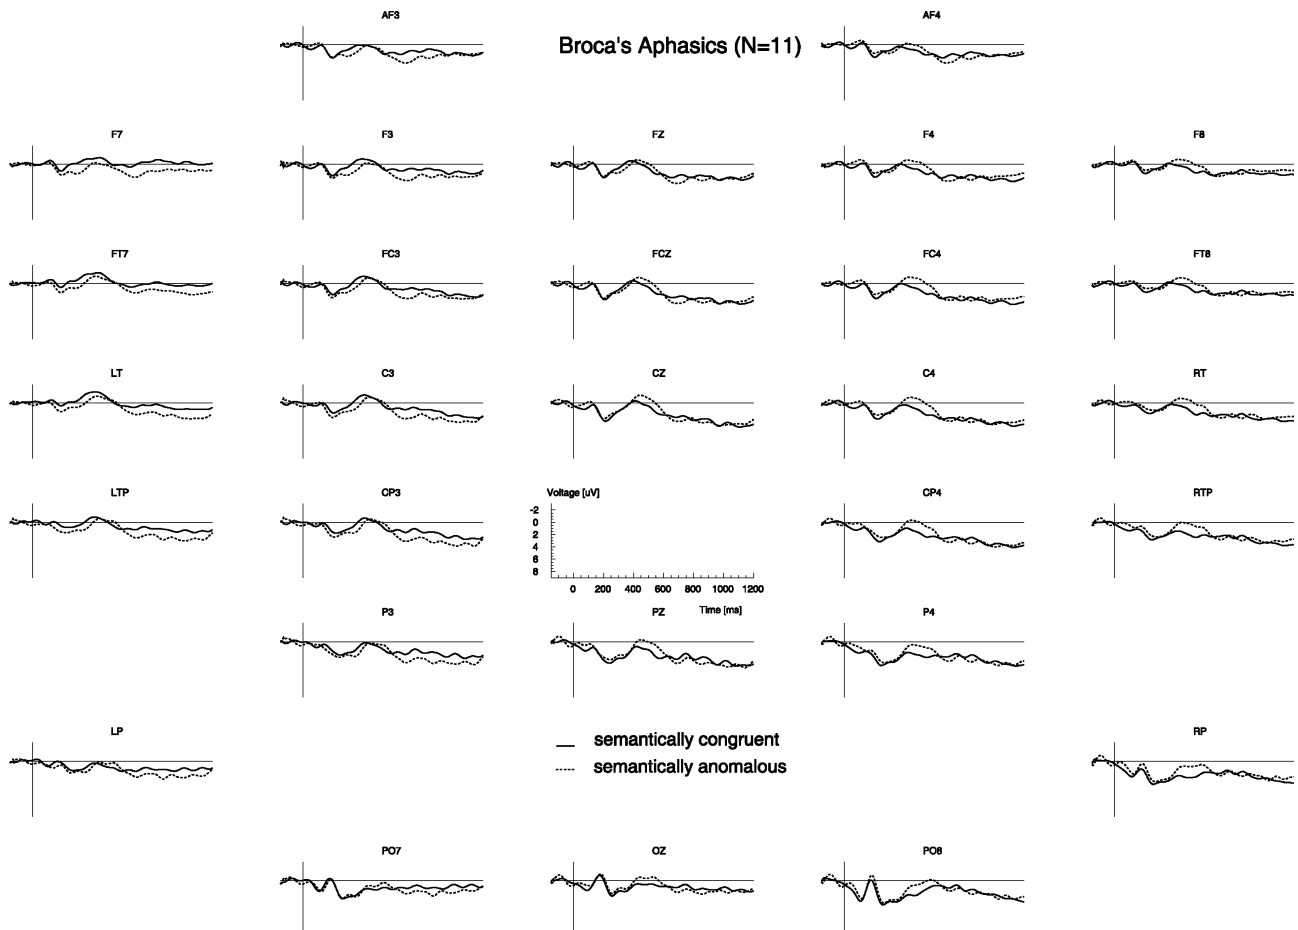 AF3
AF4
Broca's Aphasics (N=11)
F7
F3
FZ
F4
F8
FT7
FC3
FCZ
FC4
FT8
LT
C3
CZ
C4
RT
LTP
CP3
Voltage [uV]
CP4
RTP
-2
0
2
4
6
8
0 200 400 600 800 1000 1200
Time [ms]
P3
PZ
P4
LP
RP
semantically congruent
semantically anomalous
PO7
OZ
PO8